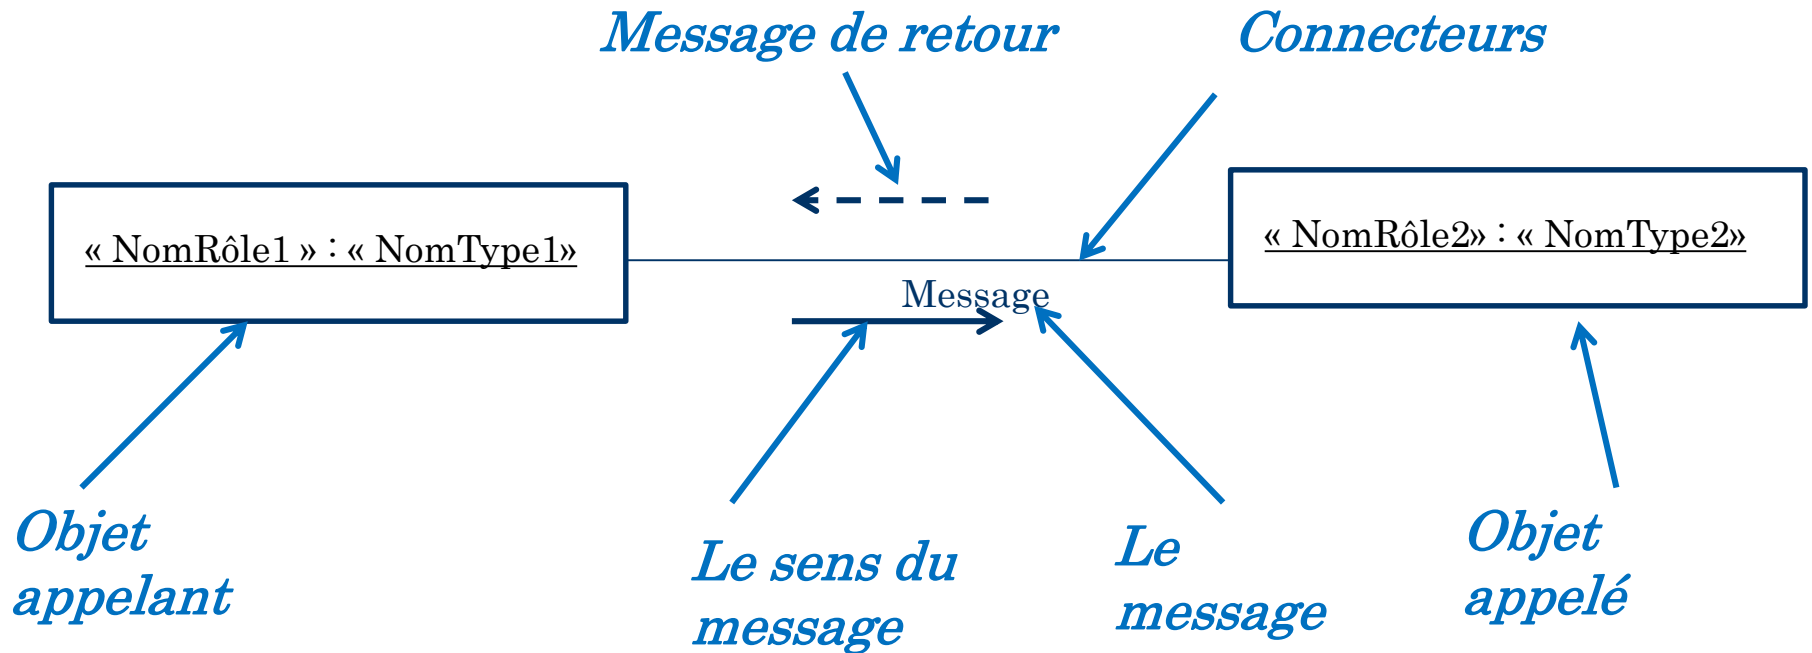 Message de retour
Connecteurs
« NomRôle1 » : « NomType1»
« NomRôle2» : « NomType2»
Message
Objet
appelant
Le sens du
message
Le
message
Objet
appelé